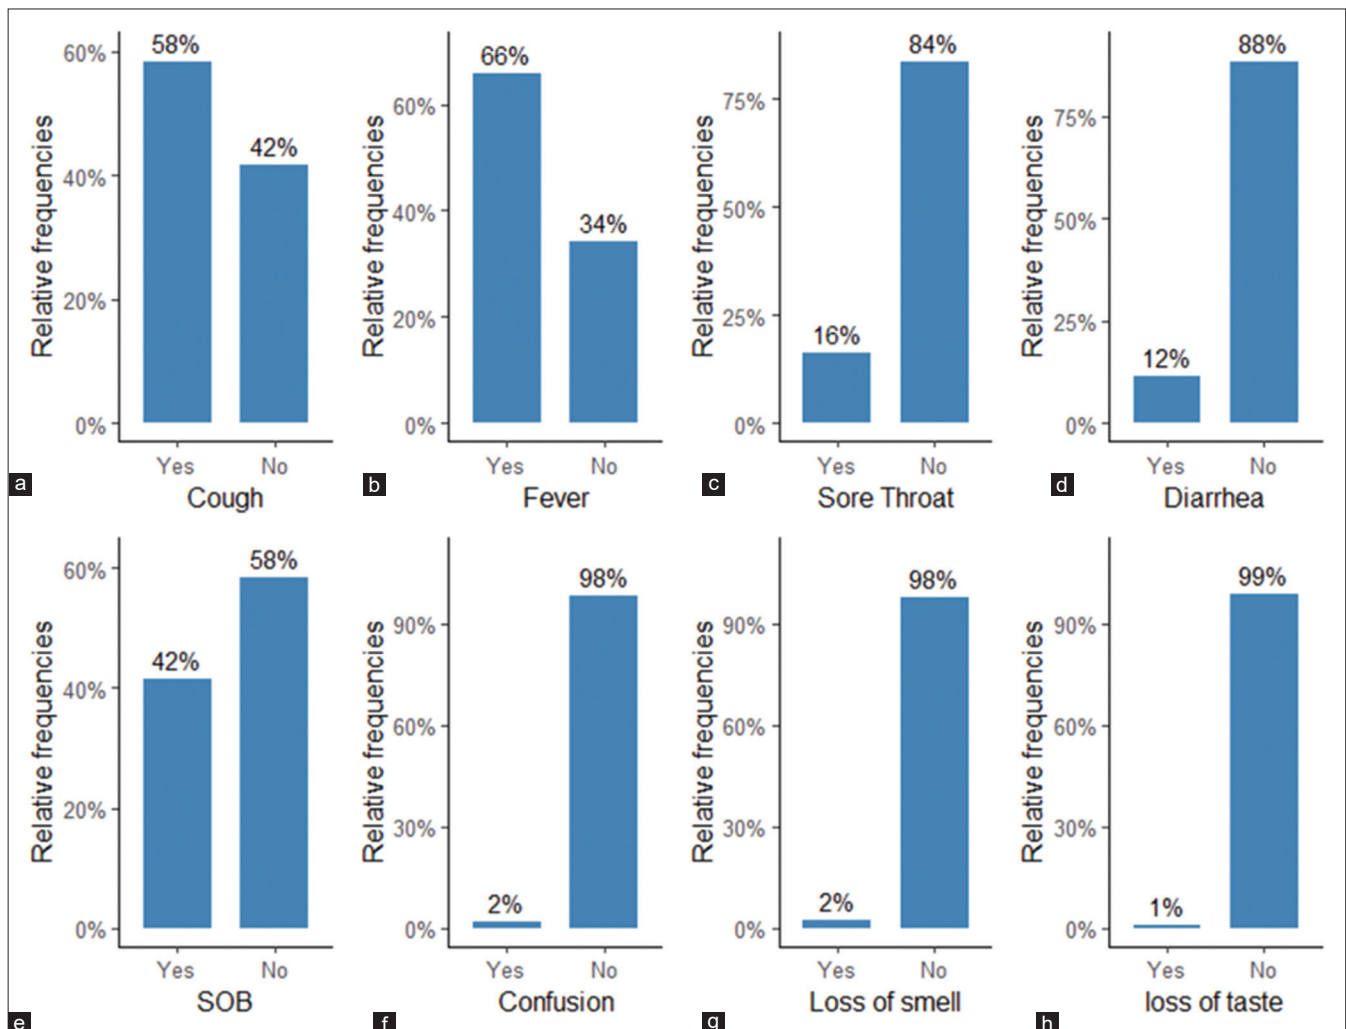 58%
60%
42%
40%
20%
0%
Relative frequencies
Yes No
a
Cough
66%
60%
40%
34%
20%
0%
Relative frequencies
Yes No
b
Fever
84%
75%
50%
25%
16%
0%
Relative frequencies
Yes No
c
Sore Throat
88%
75%
50%
25%
12%
0%
Relative frequencies
Yes No
d
Diarrhea
58%
60%
42%
40%
20%
0%
Relative frequencies
Yes No
SOB
e
98%
90%
60%
30%
2%
0%
Relative frequencies
Yes No
Confusion
f
98%
90%
60%
30%
2%
0%
Relative frequencies
Yes No
Loss of smell
g
99%
90%
60%
30%
1%
0%
Relative frequencies
Yes No
loss of taste
h